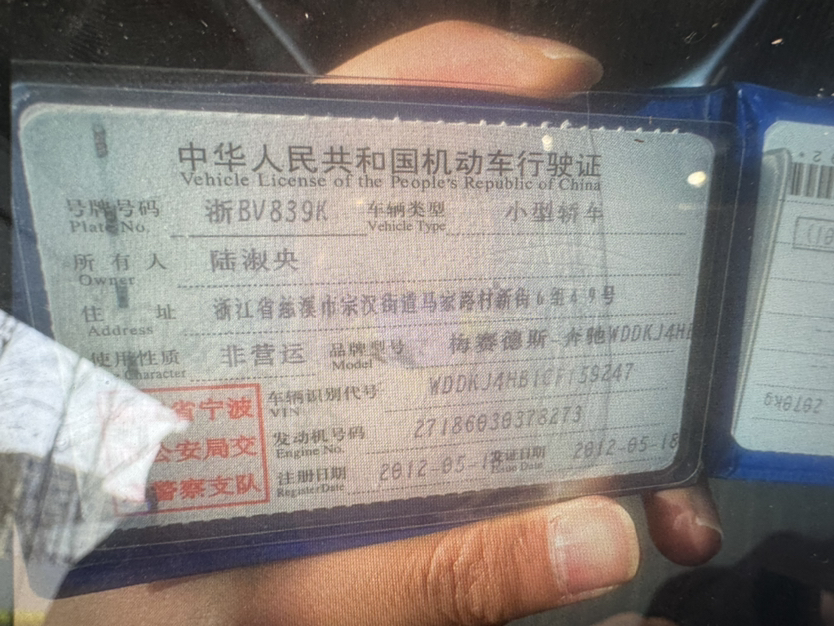 中华人民共和国机动车行驶证
Vehicle License of the People's Republic of China
号牌号码 浙BV839K 车辆类型 小型轿车
Plate No. Vehicle Type
所有人 陆淑央
Owner
住址 浙江省慈溪市宗汉街道马家路村新街6组49号
Address
使用性质 非营运 品牌型号 梅赛德斯-奔驰WDDKJ4HB
Character Model
省宁波 车辆识别代号 WDDKJ4HB1CF139247
VIN
公安局交 发动机号码 27186030378273
Engine No.
警察支队 注册日期 2012-05-18 发证日期 2012-05-18
Register Date Issue Date
2070kg